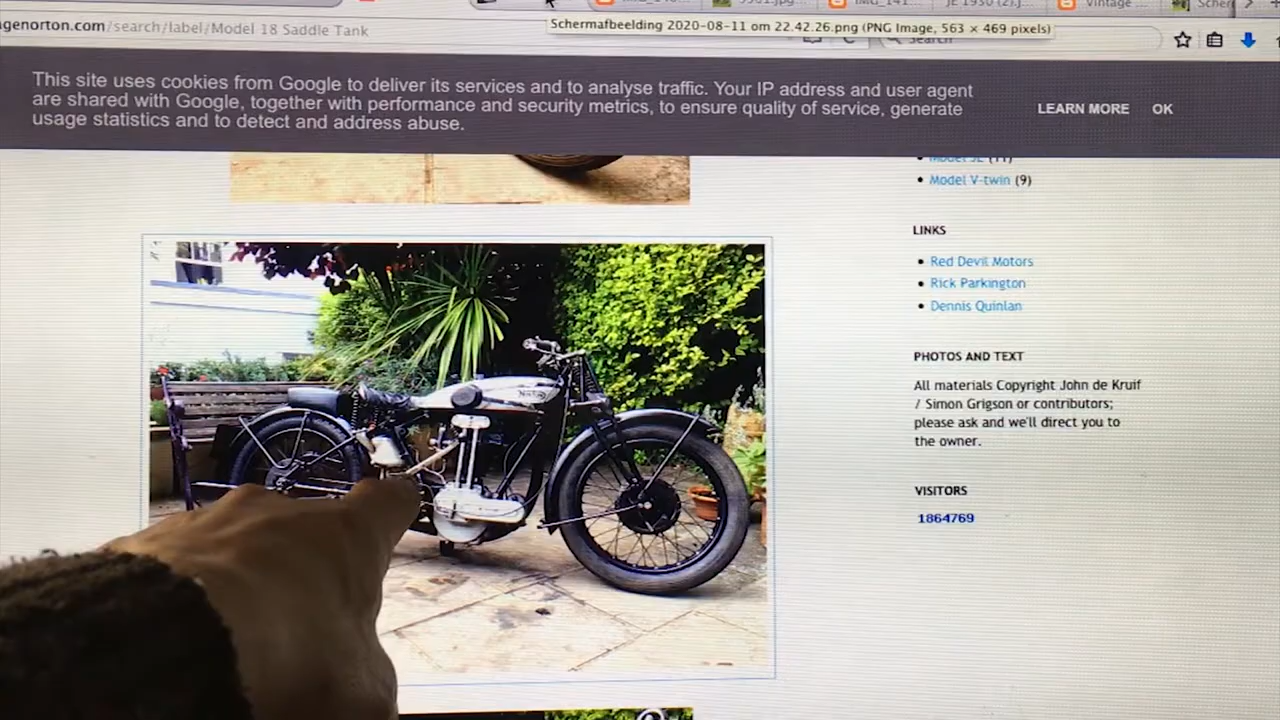 genorton.com/search/label/Model 18 Saddle Tank
Schermafbeelding 2020-08-11 om 22.42.26.png (PNG Image, 563 × 469 pixels)
Search
This site uses cookies from Google to deliver its services and to analyse traffic. Your IP address and user agent
are shared with Google, together with performance and security metrics, to ensure quality of service, generate
usage statistics and to detect and address abuse.
LEARN MORE OK
Model V-twin (9)
LINKS
Red Devil Motors
Rick Parkington
Dennis Quinlan
PHOTOS AND TEXT
All materials Copyright John de Kruif
/ Simon Grigson or contributors;
please ask and we'll direct you to
the owner.
VISITORS
1864769